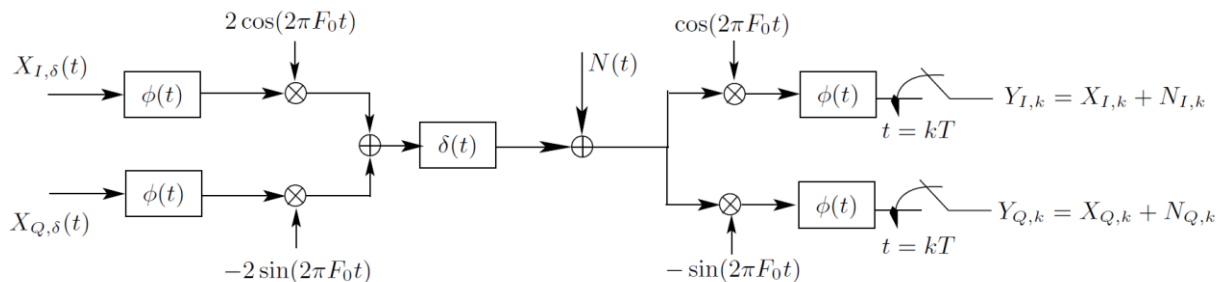 2 cos(2πF₀t)
X_{I,δ}(t)
ϕ(t)
N(t)
cos(2πF₀t)
ϕ(t)
t = kT
Y_{I,k} = X_{I,k} + N_{I,k}
δ(t)
X_{Q,δ}(t)
ϕ(t)
−2 sin(2πF₀t)
ϕ(t)
t = kT
Y_{Q,k} = X_{Q,k} + N_{Q,k}
− sin(2πF₀t)